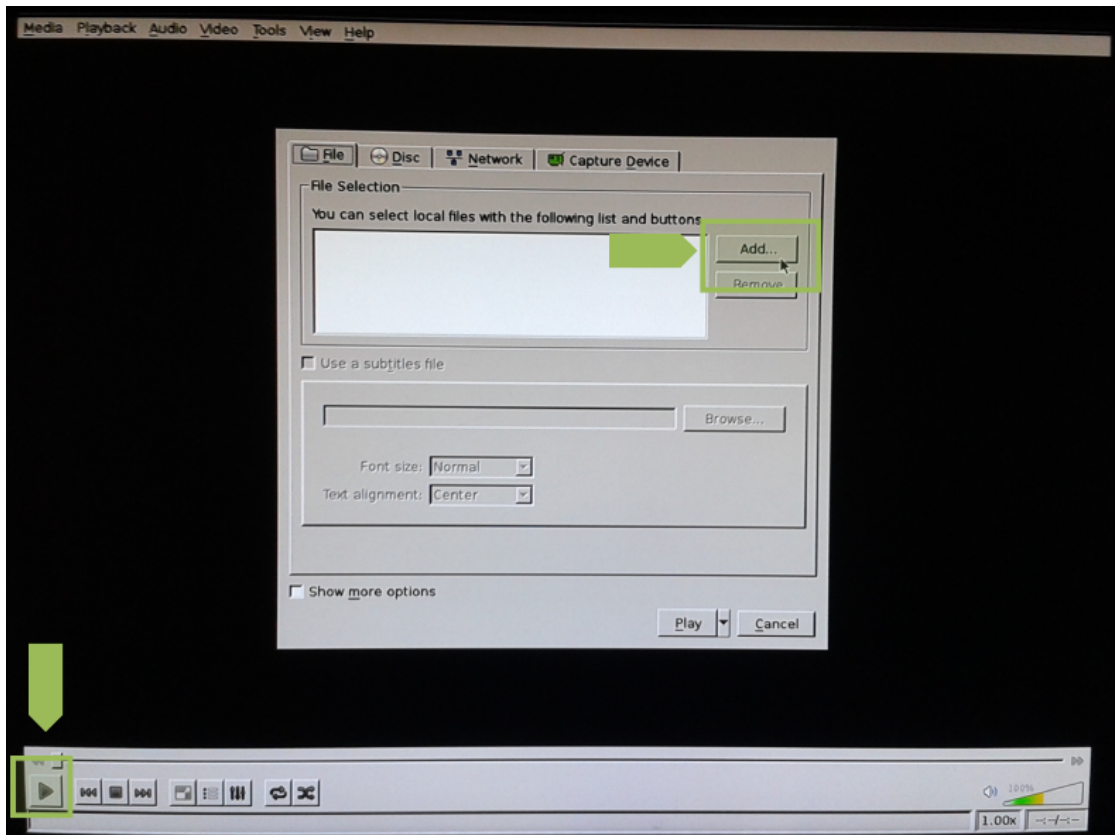 Media Playback Audio Video Tools View Help
File Disc Network Capture Device
File Selection
You can select local files with the following list and buttons.
Add...
Remove
Use a subtitles file
Browse...
Font size: Normal
Text alignment: Center
Show more options
Play Cancel
100%
1.00x --:--/--:--